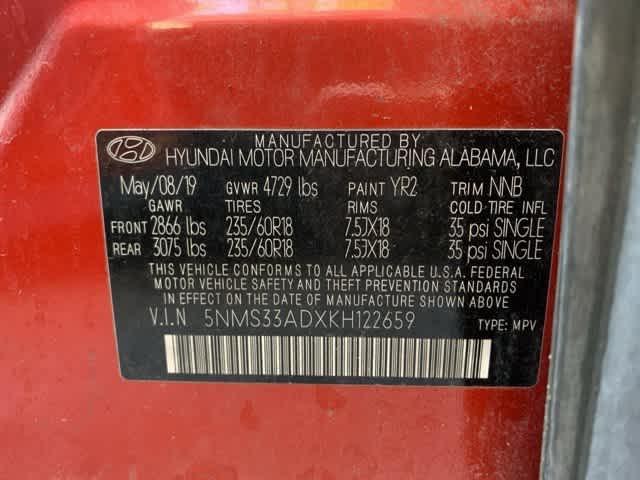 MANUFACTURED BY
HYUNDAI MOTOR MANUFACTURING ALABAMA, LLC
May/08/19 GVWR 4729 lbs PAINT YR2 TRIM NNB
GAWR TIRES RIMS COLD TIRE INFL
FRONT 2866 lbs 235/60R18 7.5JX18 35 psi SINGLE
REAR 3075 lbs 235/60R18 7.5JX18 35 psi SINGLE
THIS VEHICLE CONFORMS TO ALL APPLICABLE U.S.A. FEDERAL
MOTOR VEHICLE SAFETY AND THEFT PREVENTION STANDARDS
IN EFFECT ON THE DATE OF MANUFACTURE SHOWN ABOVE.
V.I.N 5NMS33ADXKH122659 TYPE: MPV